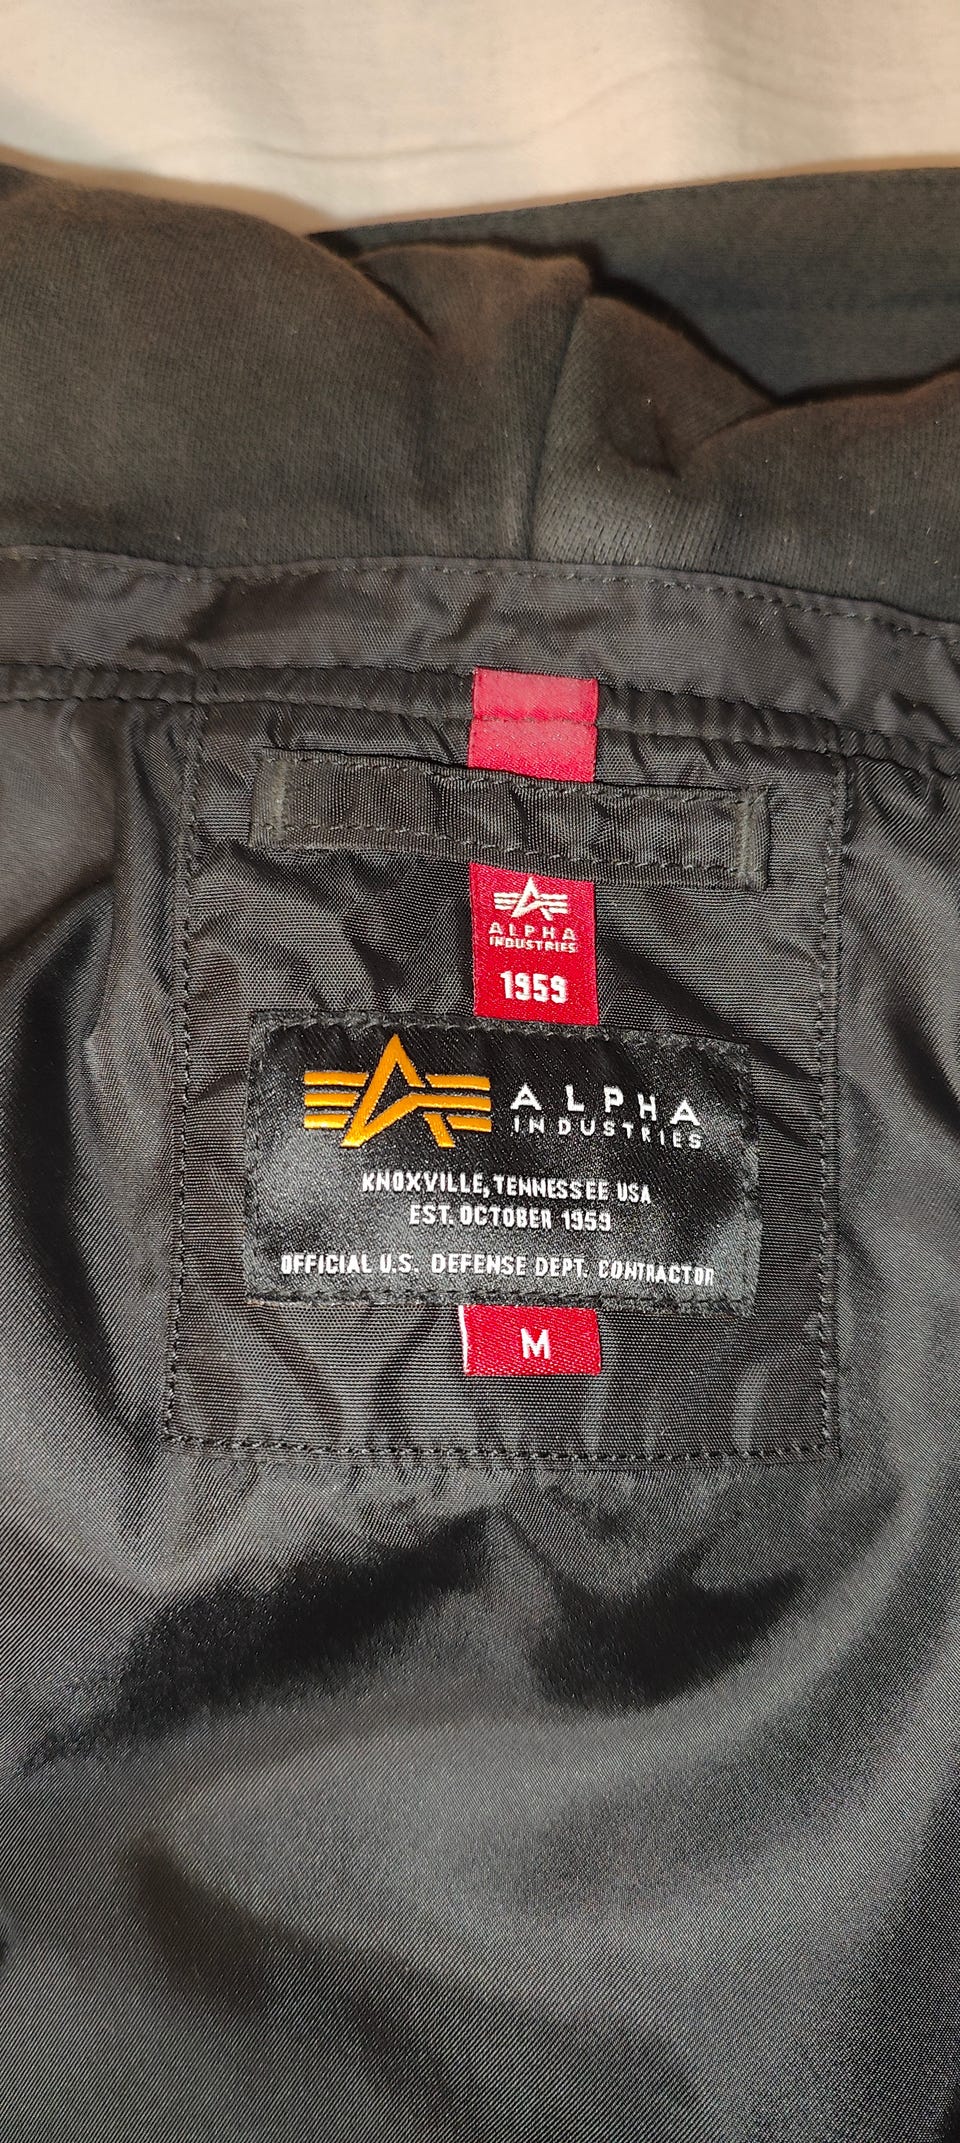 ALPHA
INDUSTRIES
1959
ALPHA
INDUSTRIES
KNOXVILLE, TENNESSEE USA
EST. OCTOBER 1959
OFFICIAL U.S. DEFENSE DEPT. CONTRACTOR
M